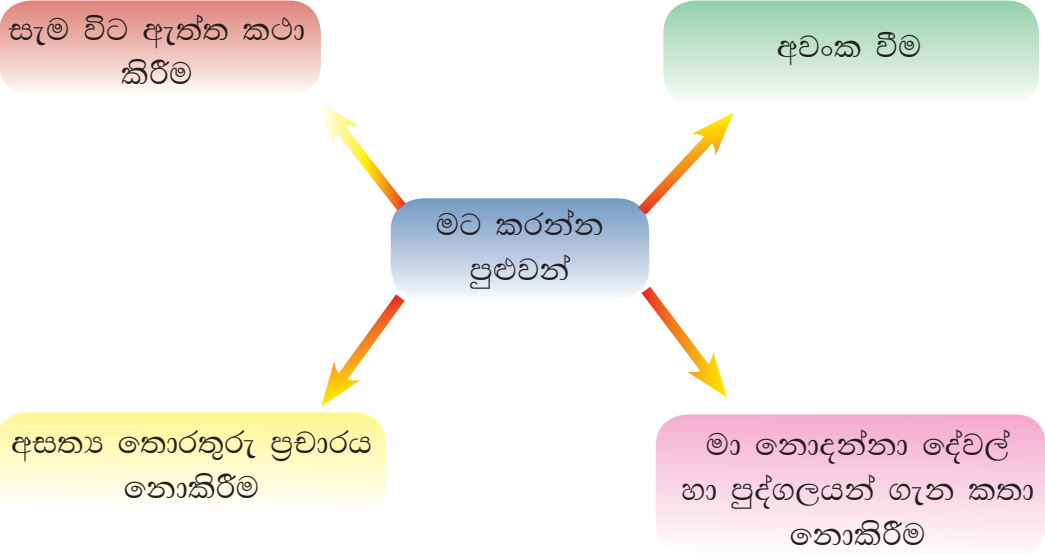 සැම විට ඇත්ත කථා
කිරීම
අවංක වීම
මට කරන්න
පුළුවන්
අසත්‍ය තොරතුරු ප්‍රචාරය
නොකිරීම
මා නොදන්නා දේවල්
හා පුද්ගලයන් ගැන කතා
නොකිරීම